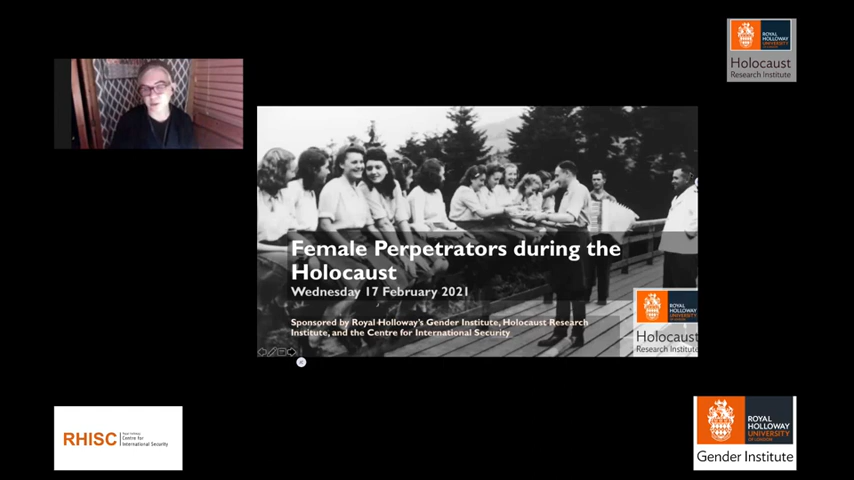 ROYAL
HOLLOWAY
UNIVERSITY
OF LONDON
Holocaust
Research Institute
Female Perpetrators during the
Holocaust
Wednesday 17 February 2021
Sponsored by Royal Holloway's Gender Institute, Holocaust Research
Institute, and the Centre for International Security
ROYAL
HOLLOWAY
UNIVERSITY
Holocaust
Research Institute
RHISC
Centre for
International Security
ROYAL
HOLLOWAY
UNIVERSITY
OF LONDON
Gender Institute